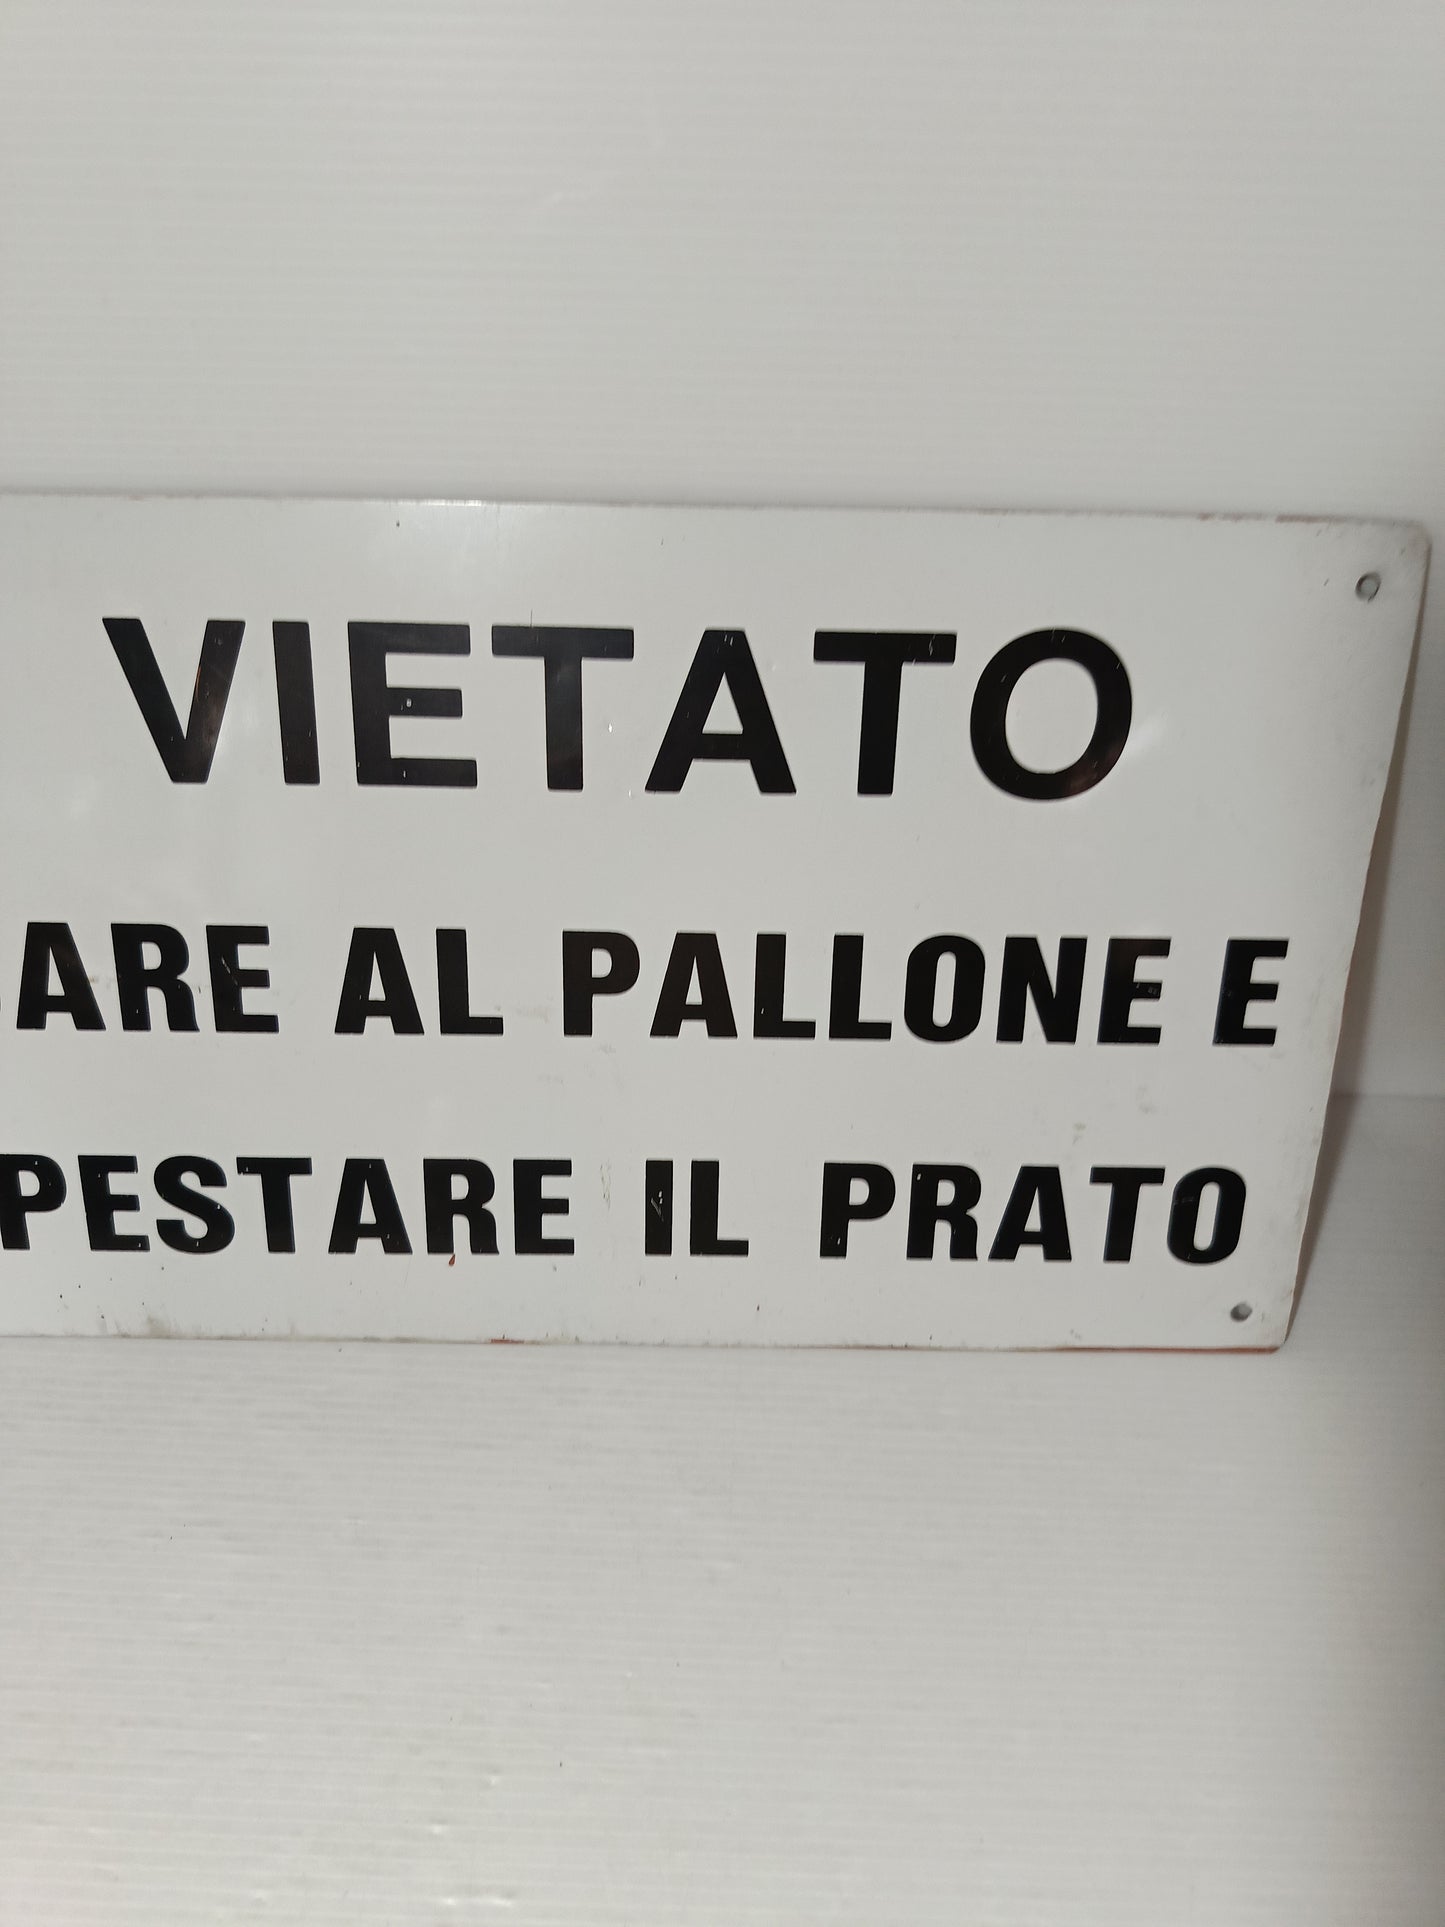 VIETATO
ARE AL PALLONE E
PESTARE IL PRATO